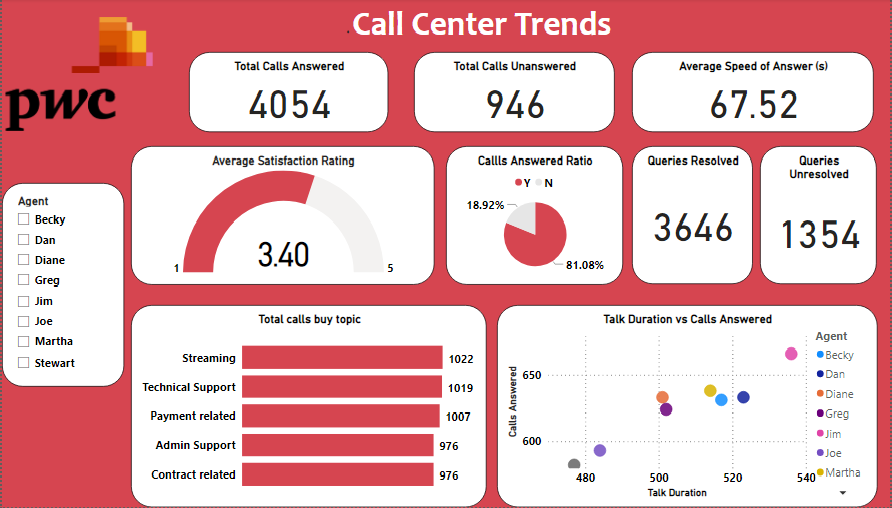 .Call Center Trends
pwc
Total Calls Answered
4054
Total Calls Unanswered
946
Average Speed of Answer (s)
67.52
Average Satisfaction Rating
3.40
1
5
Callls Answered Ratio
Y N
18.92%
81.08%
Queries Resolved
3646
Queries
Unresolved
1354
Agent
Becky
Dan
Diane
Greg
Jim
Joe
Martha
Stewart
Total calls buy topic
Streaming 1022
Technical Support 1019
Payment related 1007
Admin Support 976
Contract related 976
Talk Duration vs Calls Answered
Calls Answered
650
600
480 500 520 540
Talk Duration
Agent
Becky
Dan
Diane
Greg
Jim
Joe
Martha